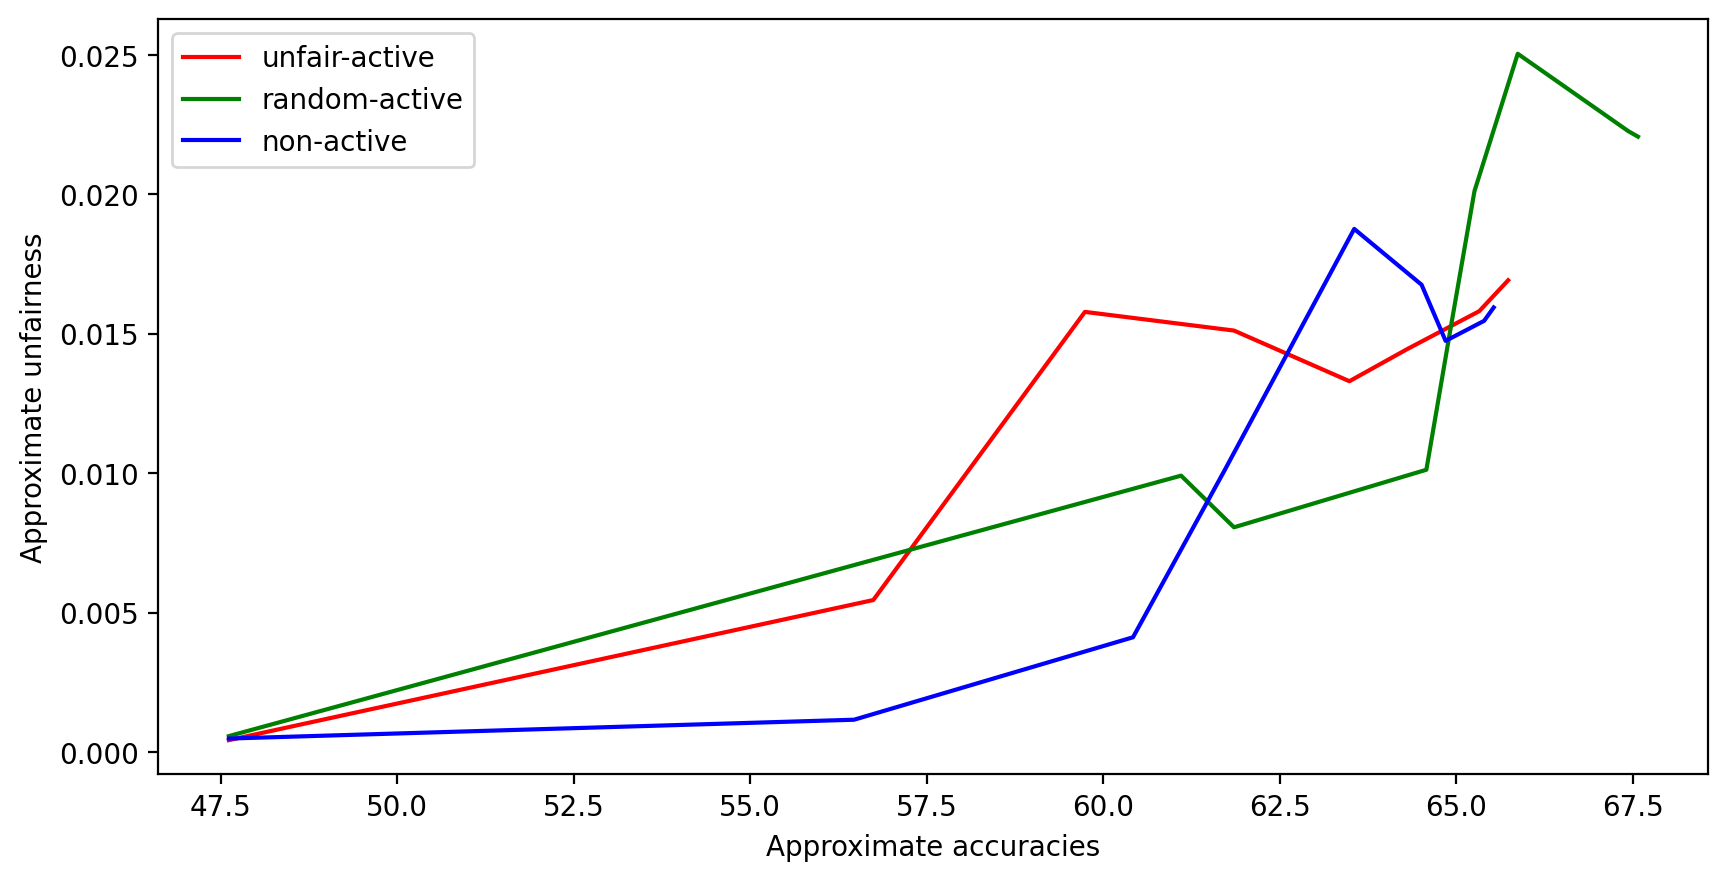 unfair-active
random-active
non-active
0.025
0.020
0.015
0.010
0.005
0.000
Approximate unfairness
47.5 50.0 52.5 55.0 57.5 60.0 62.5 65.0 67.5
Approximate accuracies